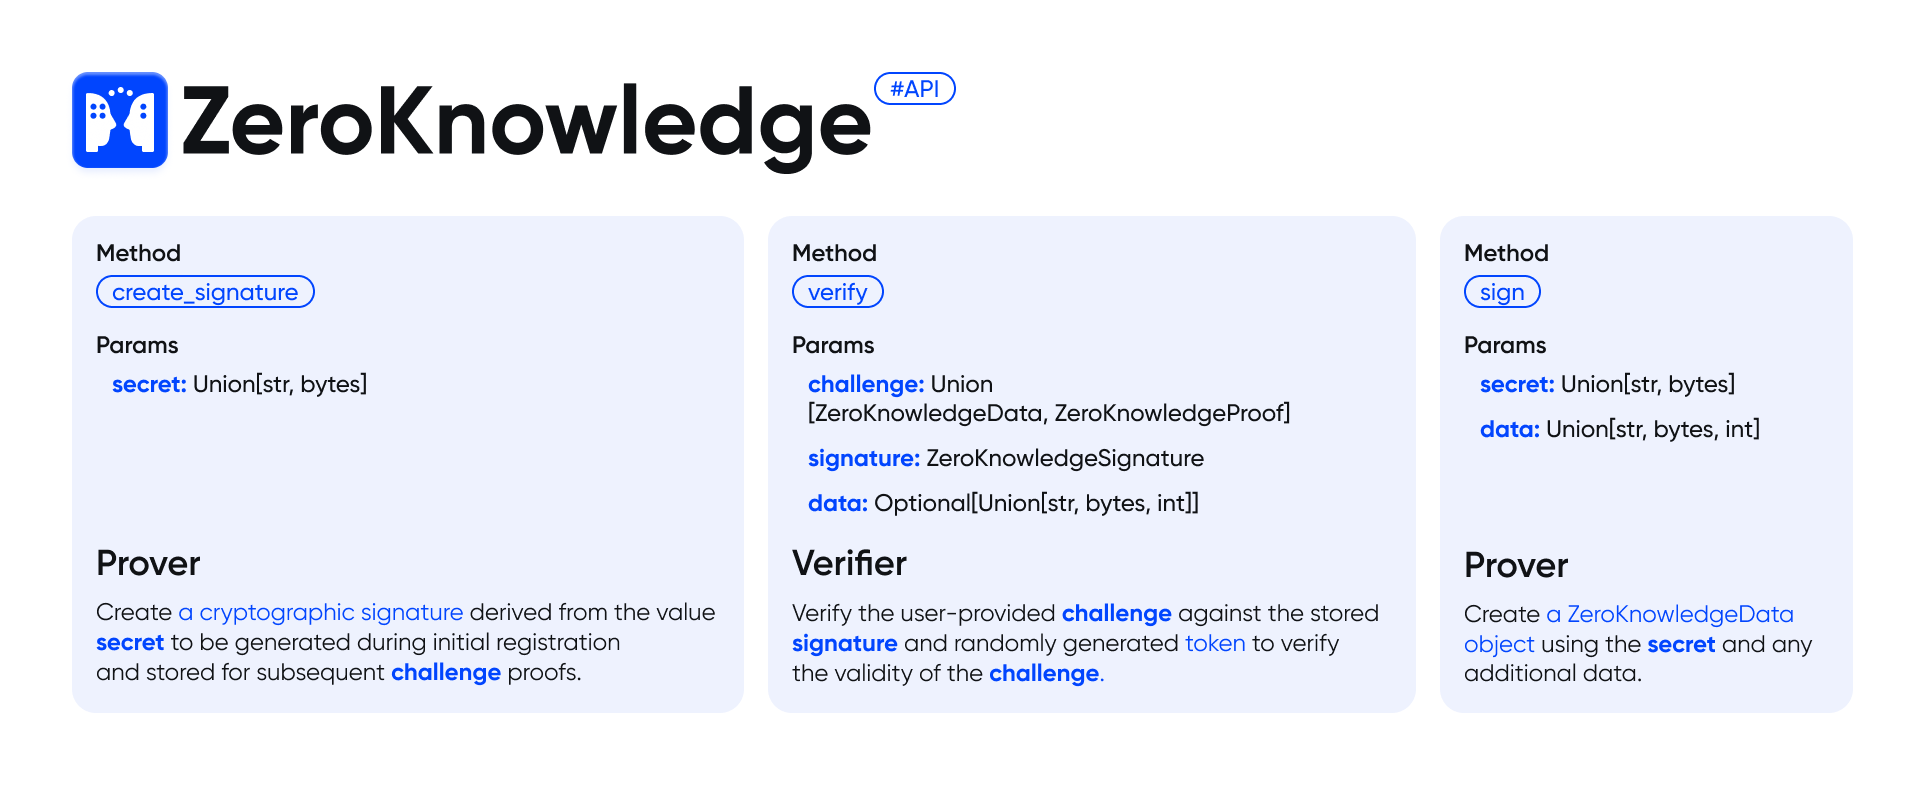 ZeroKnowledge
#API
Method
create_signature
Params
secret: Union[str, bytes]
Prover
Create a cryptographic signature derived from the value
secret to be generated during initial registration
and stored for subsequent challenge proofs.
Method
verify
Params
challenge: Union
[ZeroKnowledgeData, ZeroKnowledgeProof]
signature: ZeroKnowledgeSignature
data: Optional[Union[str, bytes, int]]
Verifier
Verify the user-provided challenge against the stored
signature and randomly generated token to verify
the validity of the challenge.
Method
sign
Params
secret: Union[str, bytes]
data: Union[str, bytes, int]
Prover
Create a ZeroKnowledgeData
object using the secret and any
additional data.